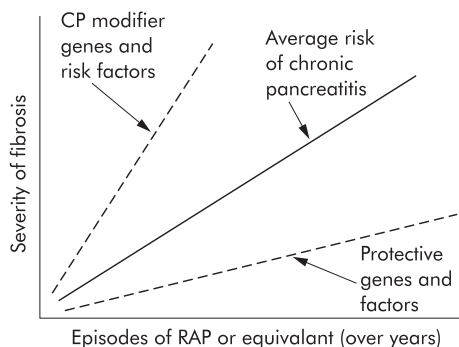 CP modifier
genes and
risk factors
Average risk
of chronic
pancreatitis
Severity of fibrosis
Protective
genes and
factors
Episodes of RAP or equivalant (over years)